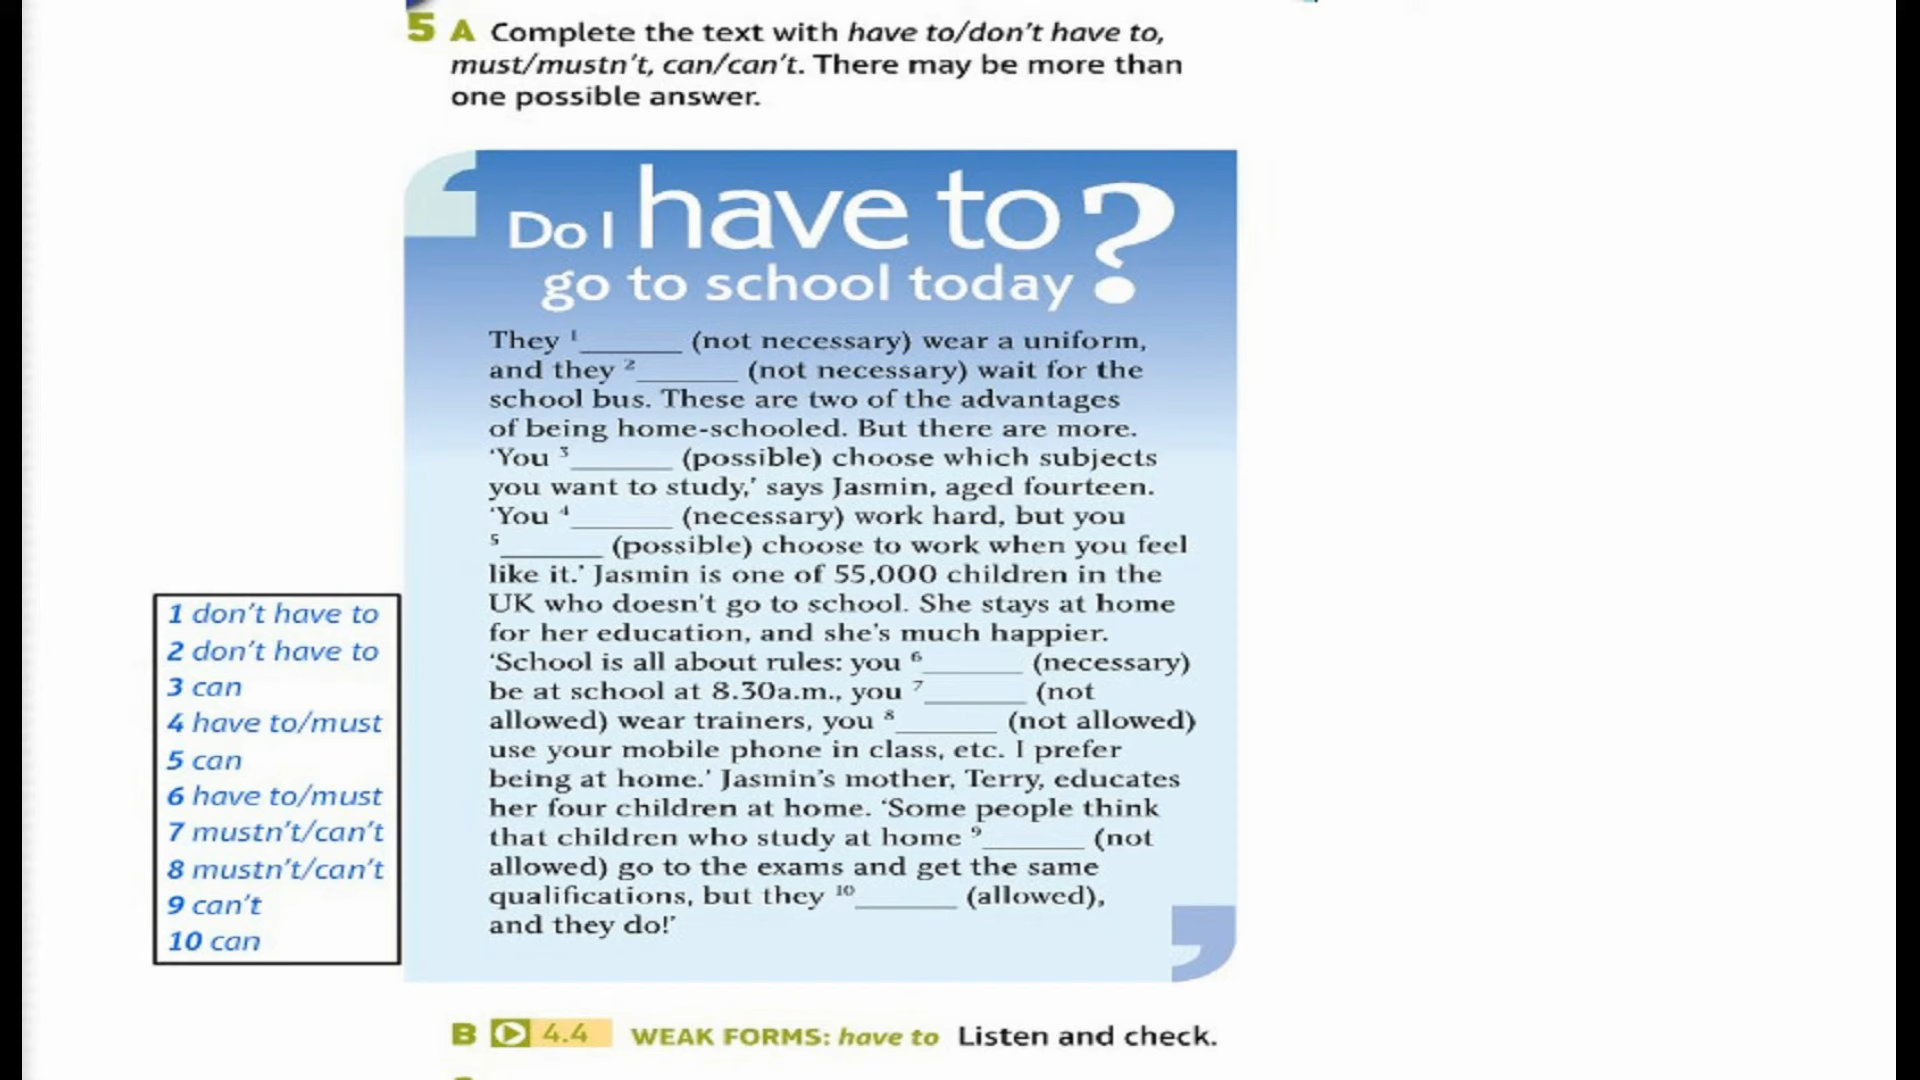 5 A Complete the text with have to/don't have to,
must/mustn't, can/can't. There may be more than
one possible answer.
Do I have to
go to school today?
They 1______ (not necessary) wear a uniform,
and they 2______ (not necessary) wait for the
school bus. These are two of the advantages
of being home-schooled. But there are more.
‘You 3______ (possible) choose which subjects
you want to study,’ says Jasmin, aged fourteen.
‘You 4______ (necessary) work hard, but you
5______ (possible) choose to work when you feel
like it.’ Jasmin is one of 55,000 children in the
UK who doesn't go to school. She stays at home
for her education, and she's much happier.
‘School is all about rules: you 6______ (necessary)
be at school at 8.30a.m., you 7______ (not
allowed) wear trainers, you 8______ (not allowed)
use your mobile phone in class, etc. I prefer
being at home.’ Jasmin’s mother, Terry, educates
her four children at home. ‘Some people think
that children who study at home 9______ (not
allowed) go to the exams and get the same
qualifications, but they 10______ (allowed),
and they do!’
1 don't have to
2 don't have to
3 can
4 have to/must
5 can
6 have to/must
7 mustn't/can't
8 mustn't/can't
9 can't
10 can
B 4.4 WEAK FORMS: have to Listen and check.